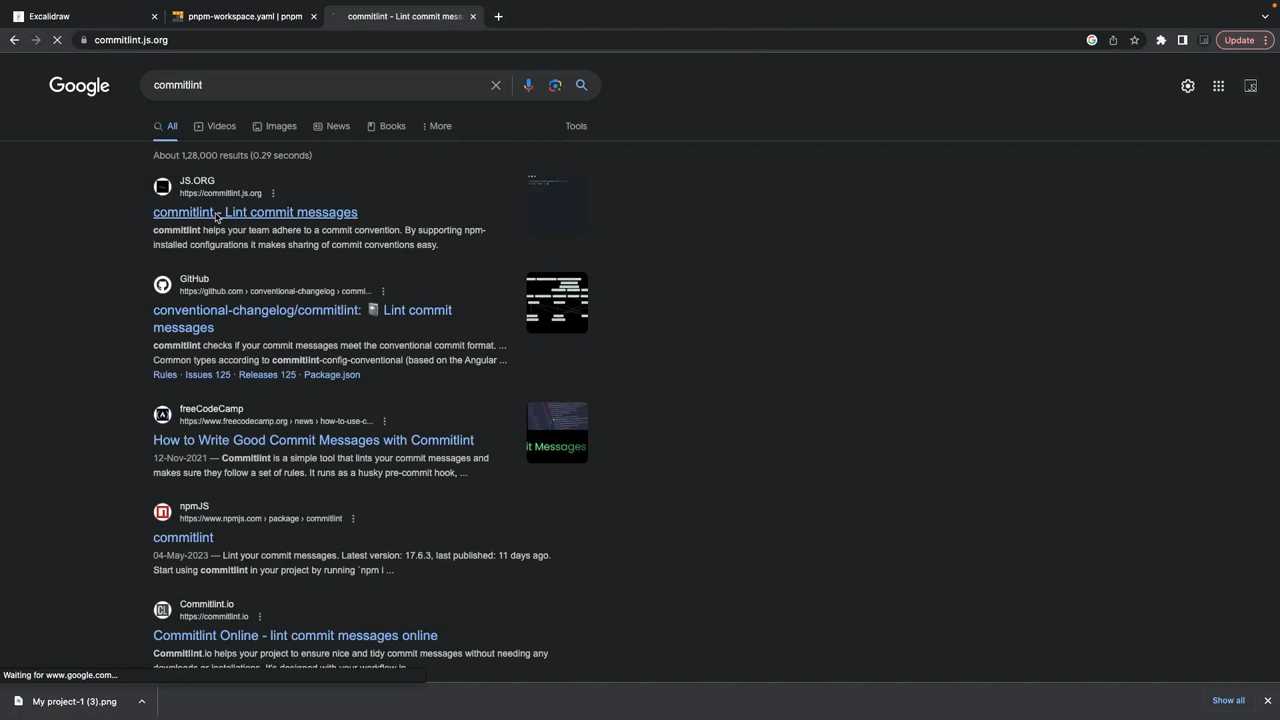 Excalidraw
pnpm-workspace.yaml | pnpm
commitlint - Lint commit mess
commitlint.js.org
Update
Google
commitlint
All
Videos
Images
News
Books
More
Tools
About 1,28,000 results (0.29 seconds)
JS.ORG
https://commitlint.js.org
commitlint - Lint commit messages
commitlint helps your team adhere to a commit convention. By supporting npm-
installed configurations it makes sharing of commit conventions easy.
GitHub
https://github.com › conventional-changelog › commi...
conventional-changelog/commitlint: 📓 Lint commit
messages
commitlint checks if your commit messages meet the conventional commit format. ...
Common types according to commitlint-config-conventional (based on the Angular ...
Rules · Issues 125 · Releases 125 · Package.json
freeCodeCamp
https://www.freecodecamp.org › news › how-to-use-c...
How to Write Good Commit Messages with Commitlint
it Messages
12-Nov-2021 — Commitlint is a simple tool that lints your commit messages and
makes sure they follow a set of rules. It runs as a husky pre-commit hook, ...
npmJS
https://www.npmjs.com › package › commitlint
commitlint
04-May-2023 — Lint your commit messages. Latest version: 17.6.3, last published: 11 days ago.
Start using commitlint in your project by running `npm i ...
Commitlint.io
https://commitlint.io
Commitlint Online - lint commit messages online
Commitlint.io helps your project to ensure nice and tidy commit messages without needing any
downloads or installations. It's designed with your workflow in
Waiting for www.google.com...
My project-1 (3).png
Show all